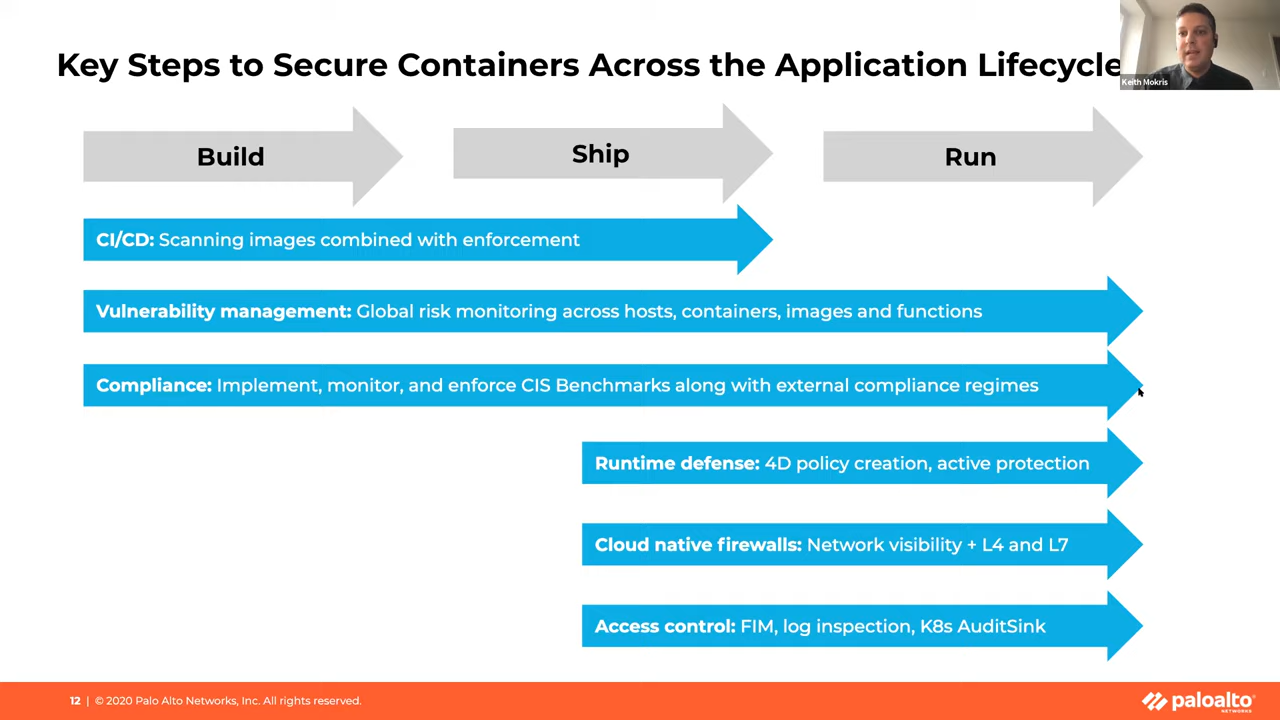 Key Steps to Secure Containers Across the Application Lifecycle
Keith Mokris
Build
Ship
Run
CI/CD: Scanning images combined with enforcement
Vulnerability management: Global risk monitoring across hosts, containers, images and functions
Compliance: Implement, monitor, and enforce CIS Benchmarks along with external compliance regimes
Runtime defense: 4D policy creation, active protection
Cloud native firewalls: Network visibility + L4 and L7
Access control: FIM, log inspection, K8s AuditSink
12 | © 2020 Palo Alto Networks, Inc. All rights reserved.
paloalto
NETWORKS